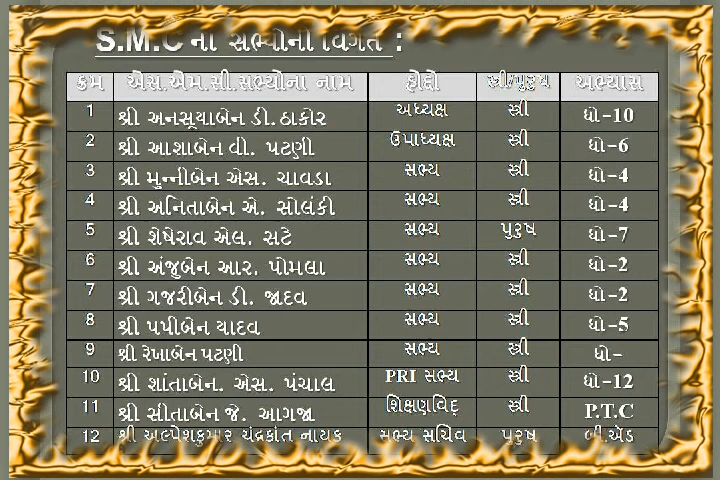 S.M.C ના સભ્યોની વિગત :
ક્રમ એસ.એમ.સી.સભ્યોના નામ હોદ્દો સ્ત્રી/પુરુષ અભ્યાસ
1 શ્રી અનસૂયાબેન ડી. ઠાકોર અધ્યક્ષ સ્ત્રી ધો-10
2 શ્રી આશાબેન વી. પટણી ઉપાધ્યક્ષ સ્ત્રી ધો-6
3 શ્રી મુન્નીબેન એસ. ચાવડા સભ્ય સ્ત્રી ધો-4
4 શ્રી અનિતાબેન એ. સોલંકી સભ્ય સ્ત્રી ધો-4
5 શ્રી શેષેરાવ એલ. સટે સભ્ય પુરુષ ધો-7
6 શ્રી અંજુબેન આર. પોમલા સભ્ય સ્ત્રી ધો-2
7 શ્રી ગજરીબેન ડી. જાદવ સભ્ય સ્ત્રી ધો-2
8 શ્રી પપીબેન યાદવ સભ્ય સ્ત્રી ધો-5
9 શ્રી રેખાબેન પટણી સભ્ય સ્ત્રી ધો-
10 શ્રી શાંતાબેન. એસ. પંચાલ PRI સભ્ય સ્ત્રી ધો-12
11 શ્રી સીતાબેન જે. આગજા શિક્ષણવિદ્ સ્ત્રી P.T.C
12 શ્રી અલ્પેશકુમાર ચંદ્રકાંત નાયક સભ્ય સચિવ પુરુષ બી.એડ